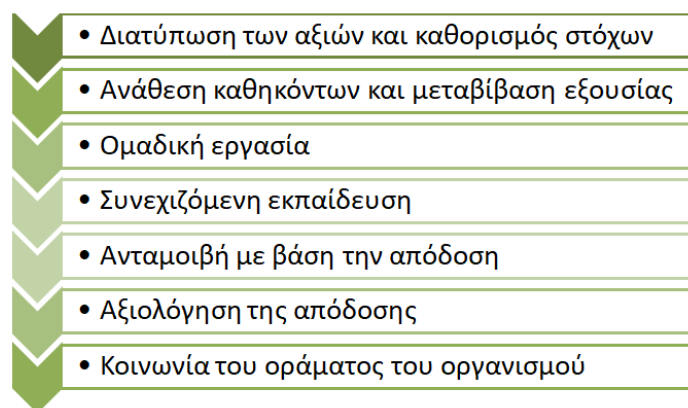 • Διατύπωση των αξιών και καθορισμός στόχων
• Ανάθεση καθηκόντων και μεταβίβαση εξουσίας
• Ομαδική εργασία
• Συνεχιζόμενη εκπαίδευση
• Ανταμοιβή με βάση την απόδοση
• Αξιολόγηση της απόδοσης
• Κοινωνία του οράματος του οργανισμού